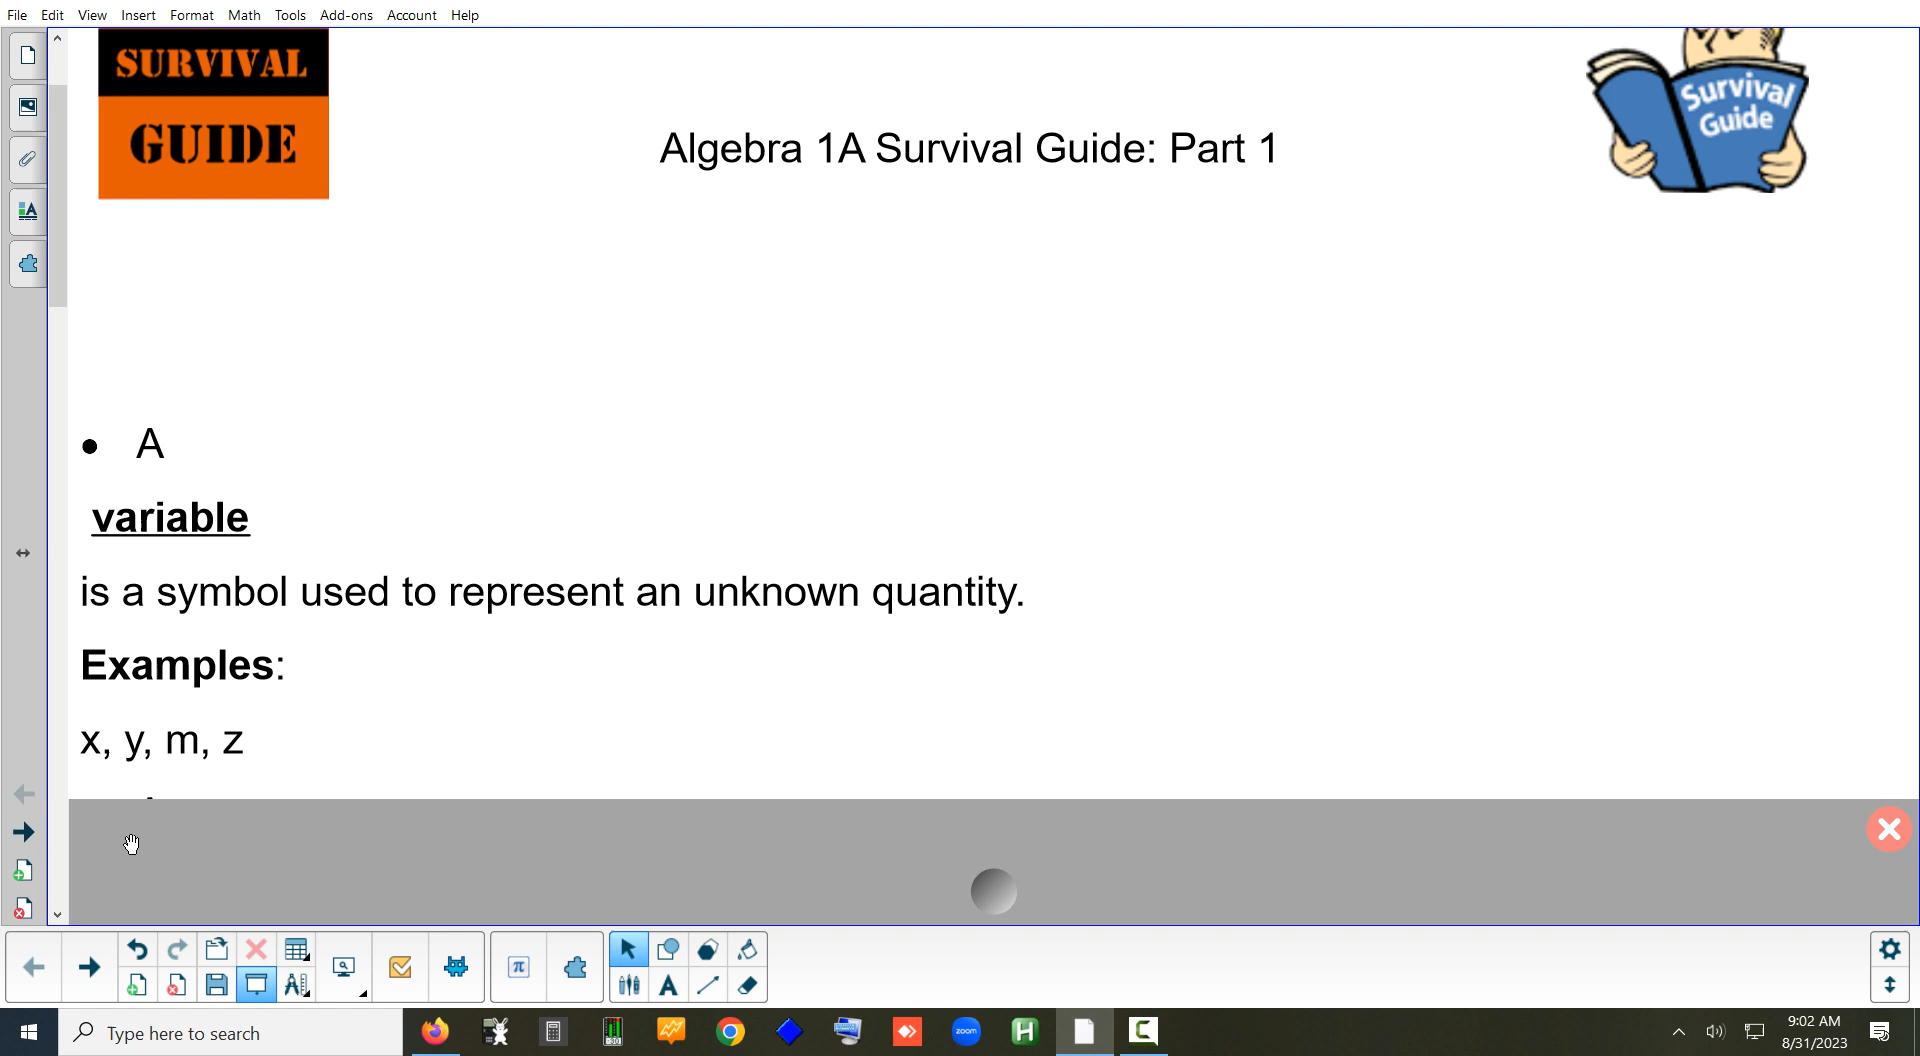 File Edit View Insert Format Math Tools Add-ons Account Help
SURVIVAL
GUIDE
Algebra 1A Survival Guide: Part 1
Survival
Guide
• A
variable
is a symbol used to represent an unknown quantity.
Examples:
x, y, m, z
Type here to search
zoom
9:02 AM
8/31/2023